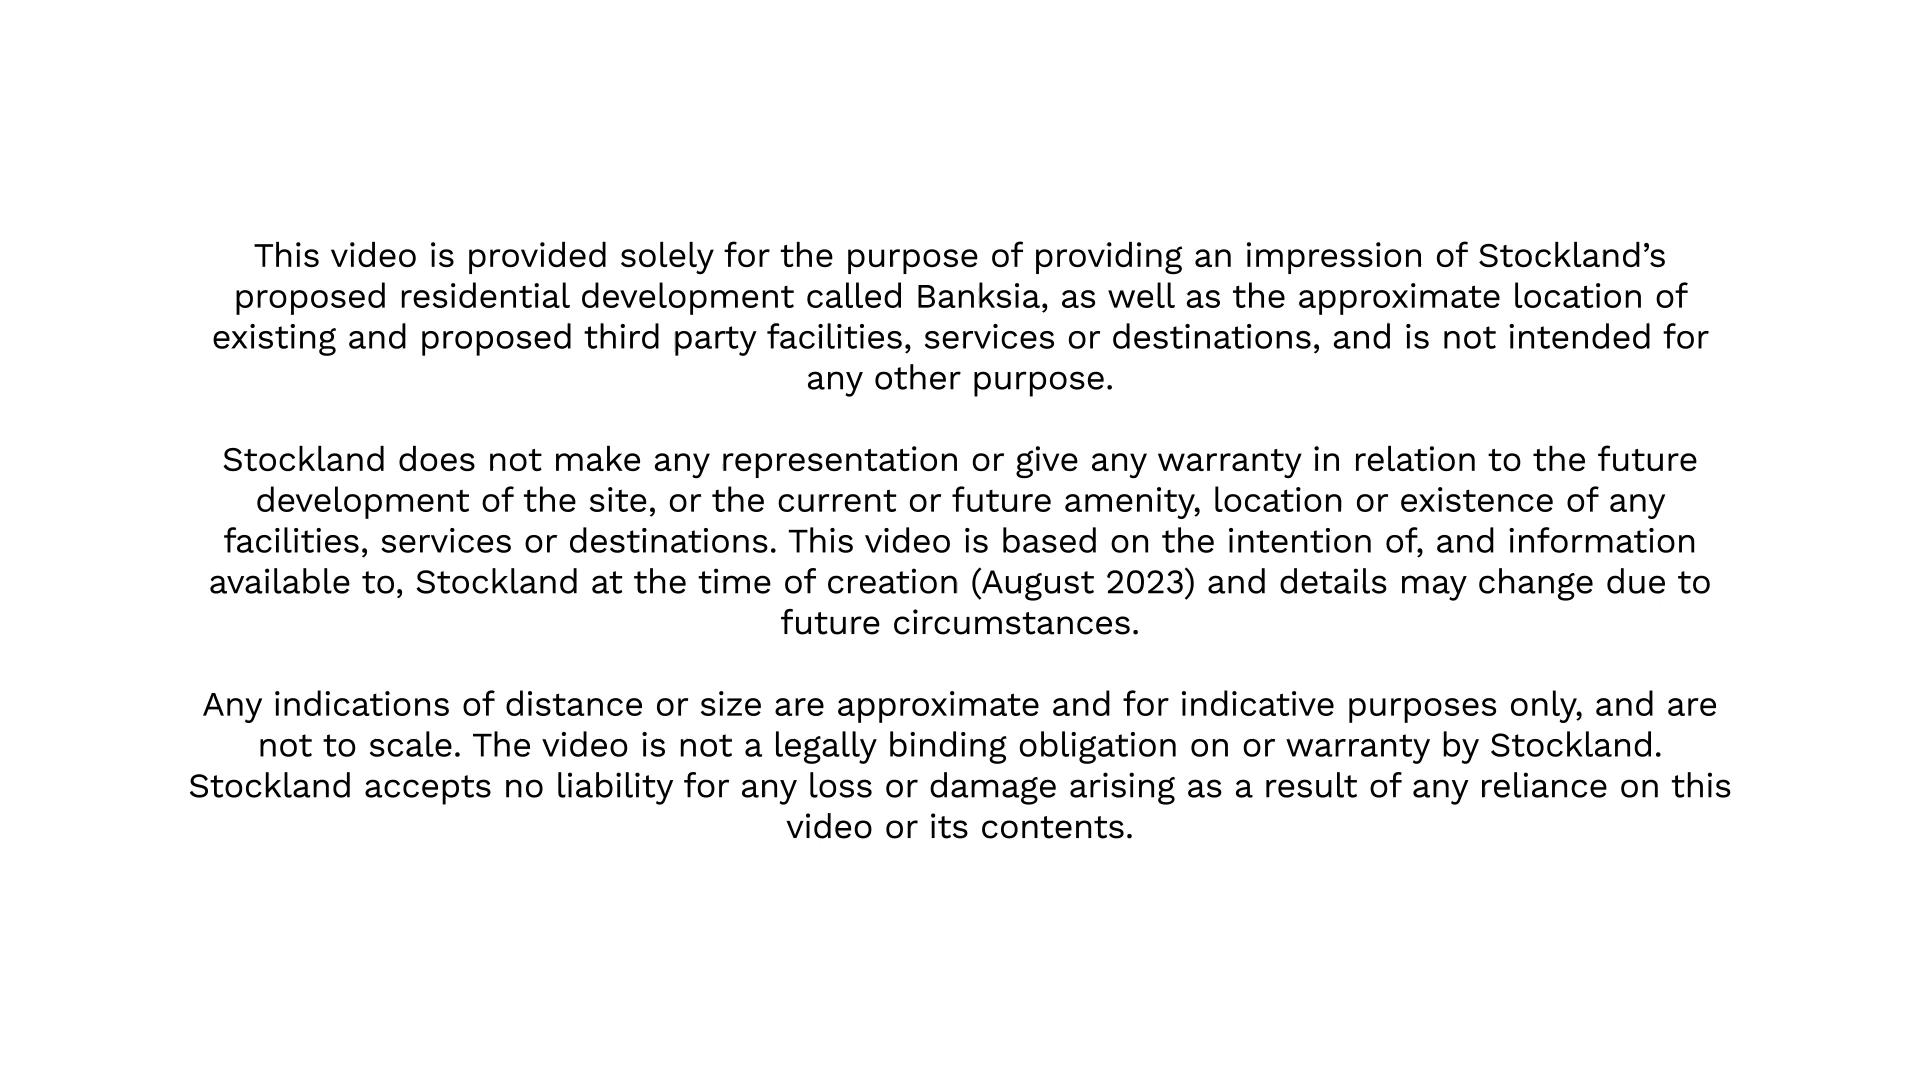 This video is provided solely for the purpose of providing an impression of Stockland’s
proposed residential development called Banksia, as well as the approximate location of
existing and proposed third party facilities, services or destinations, and is not intended for
any other purpose.
Stockland does not make any representation or give any warranty in relation to the future
development of the site, or the current or future amenity, location or existence of any
facilities, services or destinations. This video is based on the intention of, and information
available to, Stockland at the time of creation (August 2023) and details may change due to
future circumstances.
Any indications of distance or size are approximate and for indicative purposes only, and are
not to scale. The video is not a legally binding obligation on or warranty by Stockland.
Stockland accepts no liability for any loss or damage arising as a result of any reliance on this
video or its contents.